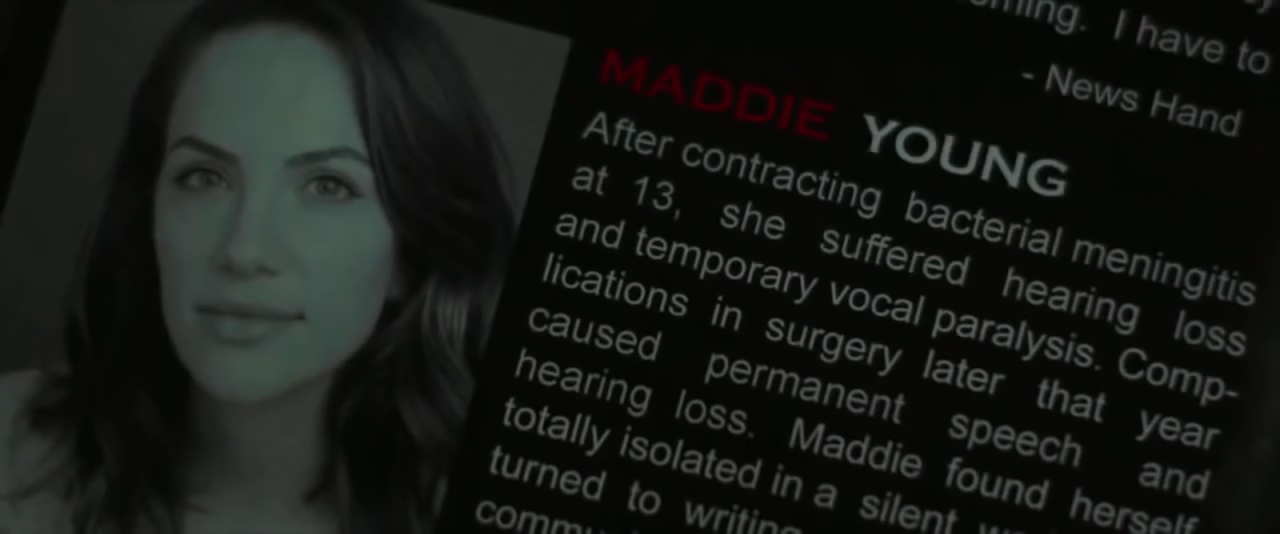 oming. I have to
- News Hand
MADDIE YOUNG
After contracting bacterial meningitis
at 13, she suffered hearing loss
and temporary vocal paralysis. Comp-
lications in surgery later that year
caused permanent speech and
hearing loss. Maddie found herself
totally isolated in a silent
turned to writing